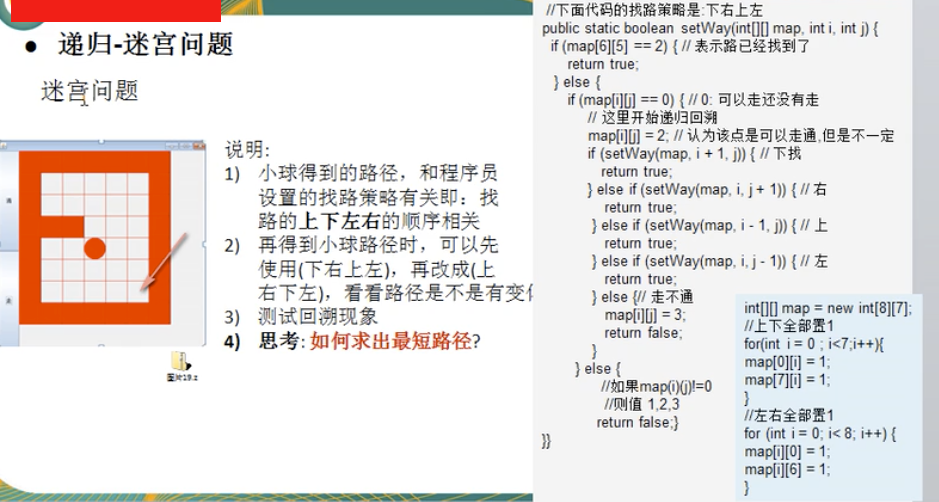 ● 递归-迷宫问题
迷宫问题
说明:
1) 小球得到的路径，和程序员
设置的找路策略有关即：找
路的上下左右的顺序相关
2) 再得到小球路径时，可以先
使用(下右上左)，再改成(上
右下左)，看看路径是不是有变
3) 测试回溯现象
4) 思考: 如何求出最短路径?
图片19.z
//下面代码的找路策略是:下右上左
public static boolean setWay(int[][] map, int i, int j) {
if (map[6][5] == 2) { // 表示路已经找到了
return true;
} else {
if (map[i][j] == 0) { // 0: 可以走还没有走
// 这里开始递归回溯
map[i][j] = 2; // 认为该点是可以走通,但是不一定
if (setWay(map, i + 1, j)) { // 下找
return true;
} else if (setWay(map, i, j + 1)) { // 右
return true;
} else if (setWay(map, i - 1, j)) { // 上
return true;
} else if (setWay(map, i, j - 1)) { // 左
return true;
} else {// 走不通
map[i][j] = 3;
return false;
}
} else {
//如果map(i)(j)!=0
//则值 1,2,3
return false;}
}}
int[][] map = new int[8][7];
//上下全部置1
for(int i = 0 ; i<7;i++){
map[0][i] = 1;
map[7][i] = 1;
}
//左右全部置1
for (int i = 0; i< 8; i++) {
map[i][0] = 1;
map[i][6] = 1;
}